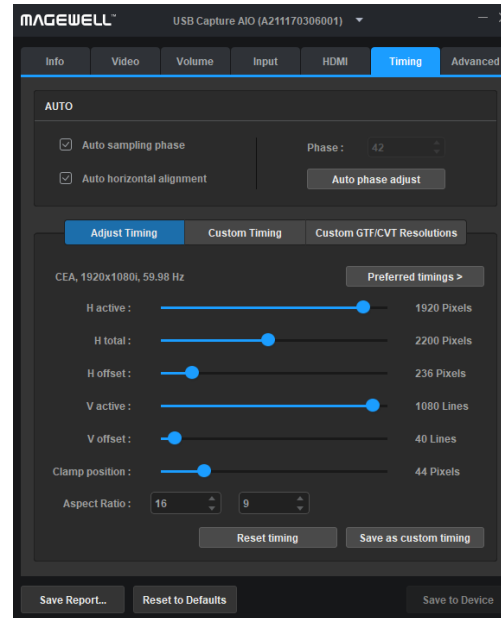 MAGEWELL™ USB Capture AIO (A211170306001)
Info Video Volume Input HDMI Timing Advanced
AUTO
Auto sampling phase Phase : 42
Auto horizontal alignment Auto phase adjust
Adjust Timing Custom Timing Custom GTF/CVT Resolutions
CEA, 1920x1080i, 59.98 Hz Preferred timings >
H active : 1920 Pixels
H total : 2200 Pixels
H offset : 236 Pixels
V active : 1080 Lines
V offset : 40 Lines
Clamp position : 44 Pixels
Aspect Ratio : 16 9
Reset timing Save as custom timing
Save Report... Reset to Defaults Save to Device